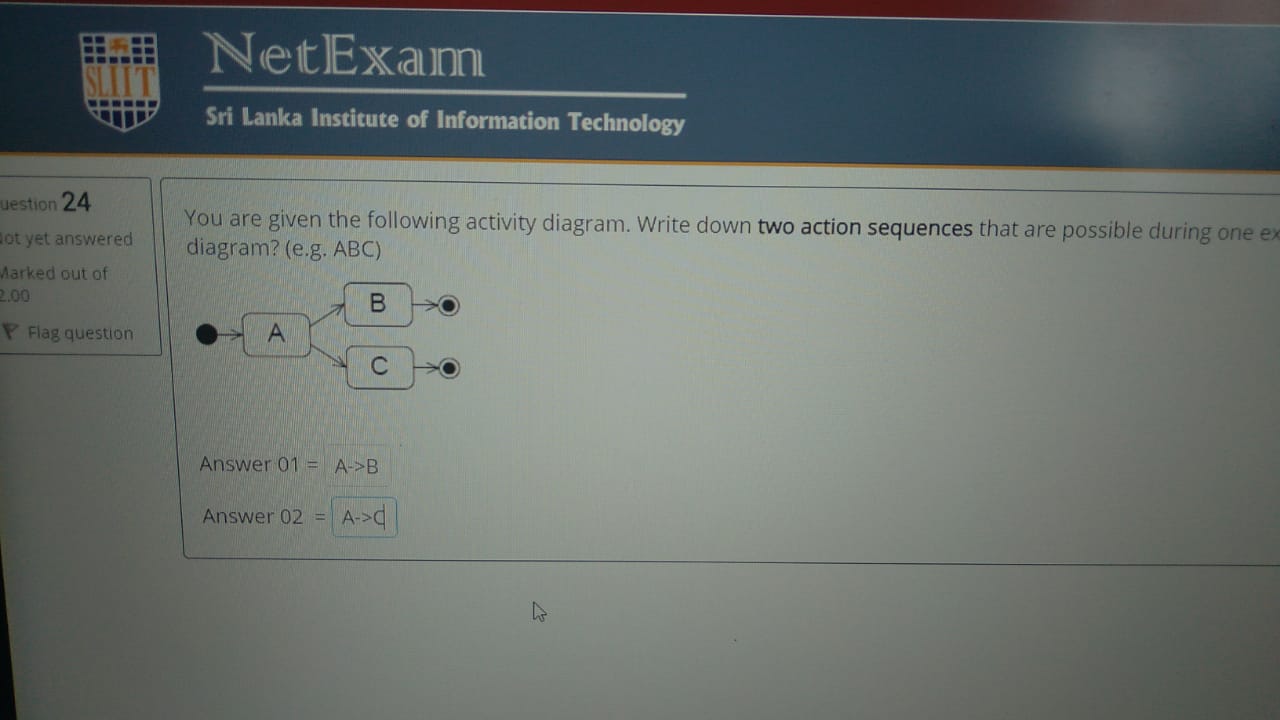 SLIIT
NetExam
Sri Lanka Institute of Information Technology
uestion 24
ot yet answered
Marked out of
2.00
Flag question
You are given the following activity diagram. Write down two action sequences that are possible during one ex
diagram? (e.g. ABC)
B
A
C
Answer 01 = A->B
Answer 02 = A->C